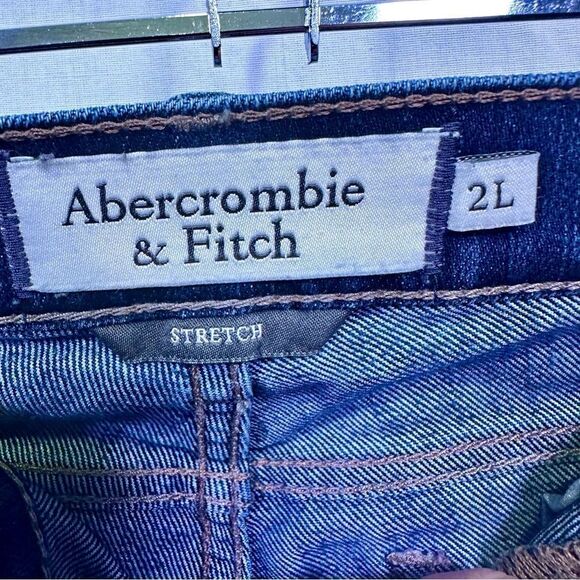 Abercrombie
& Fitch
2L
STRETCH